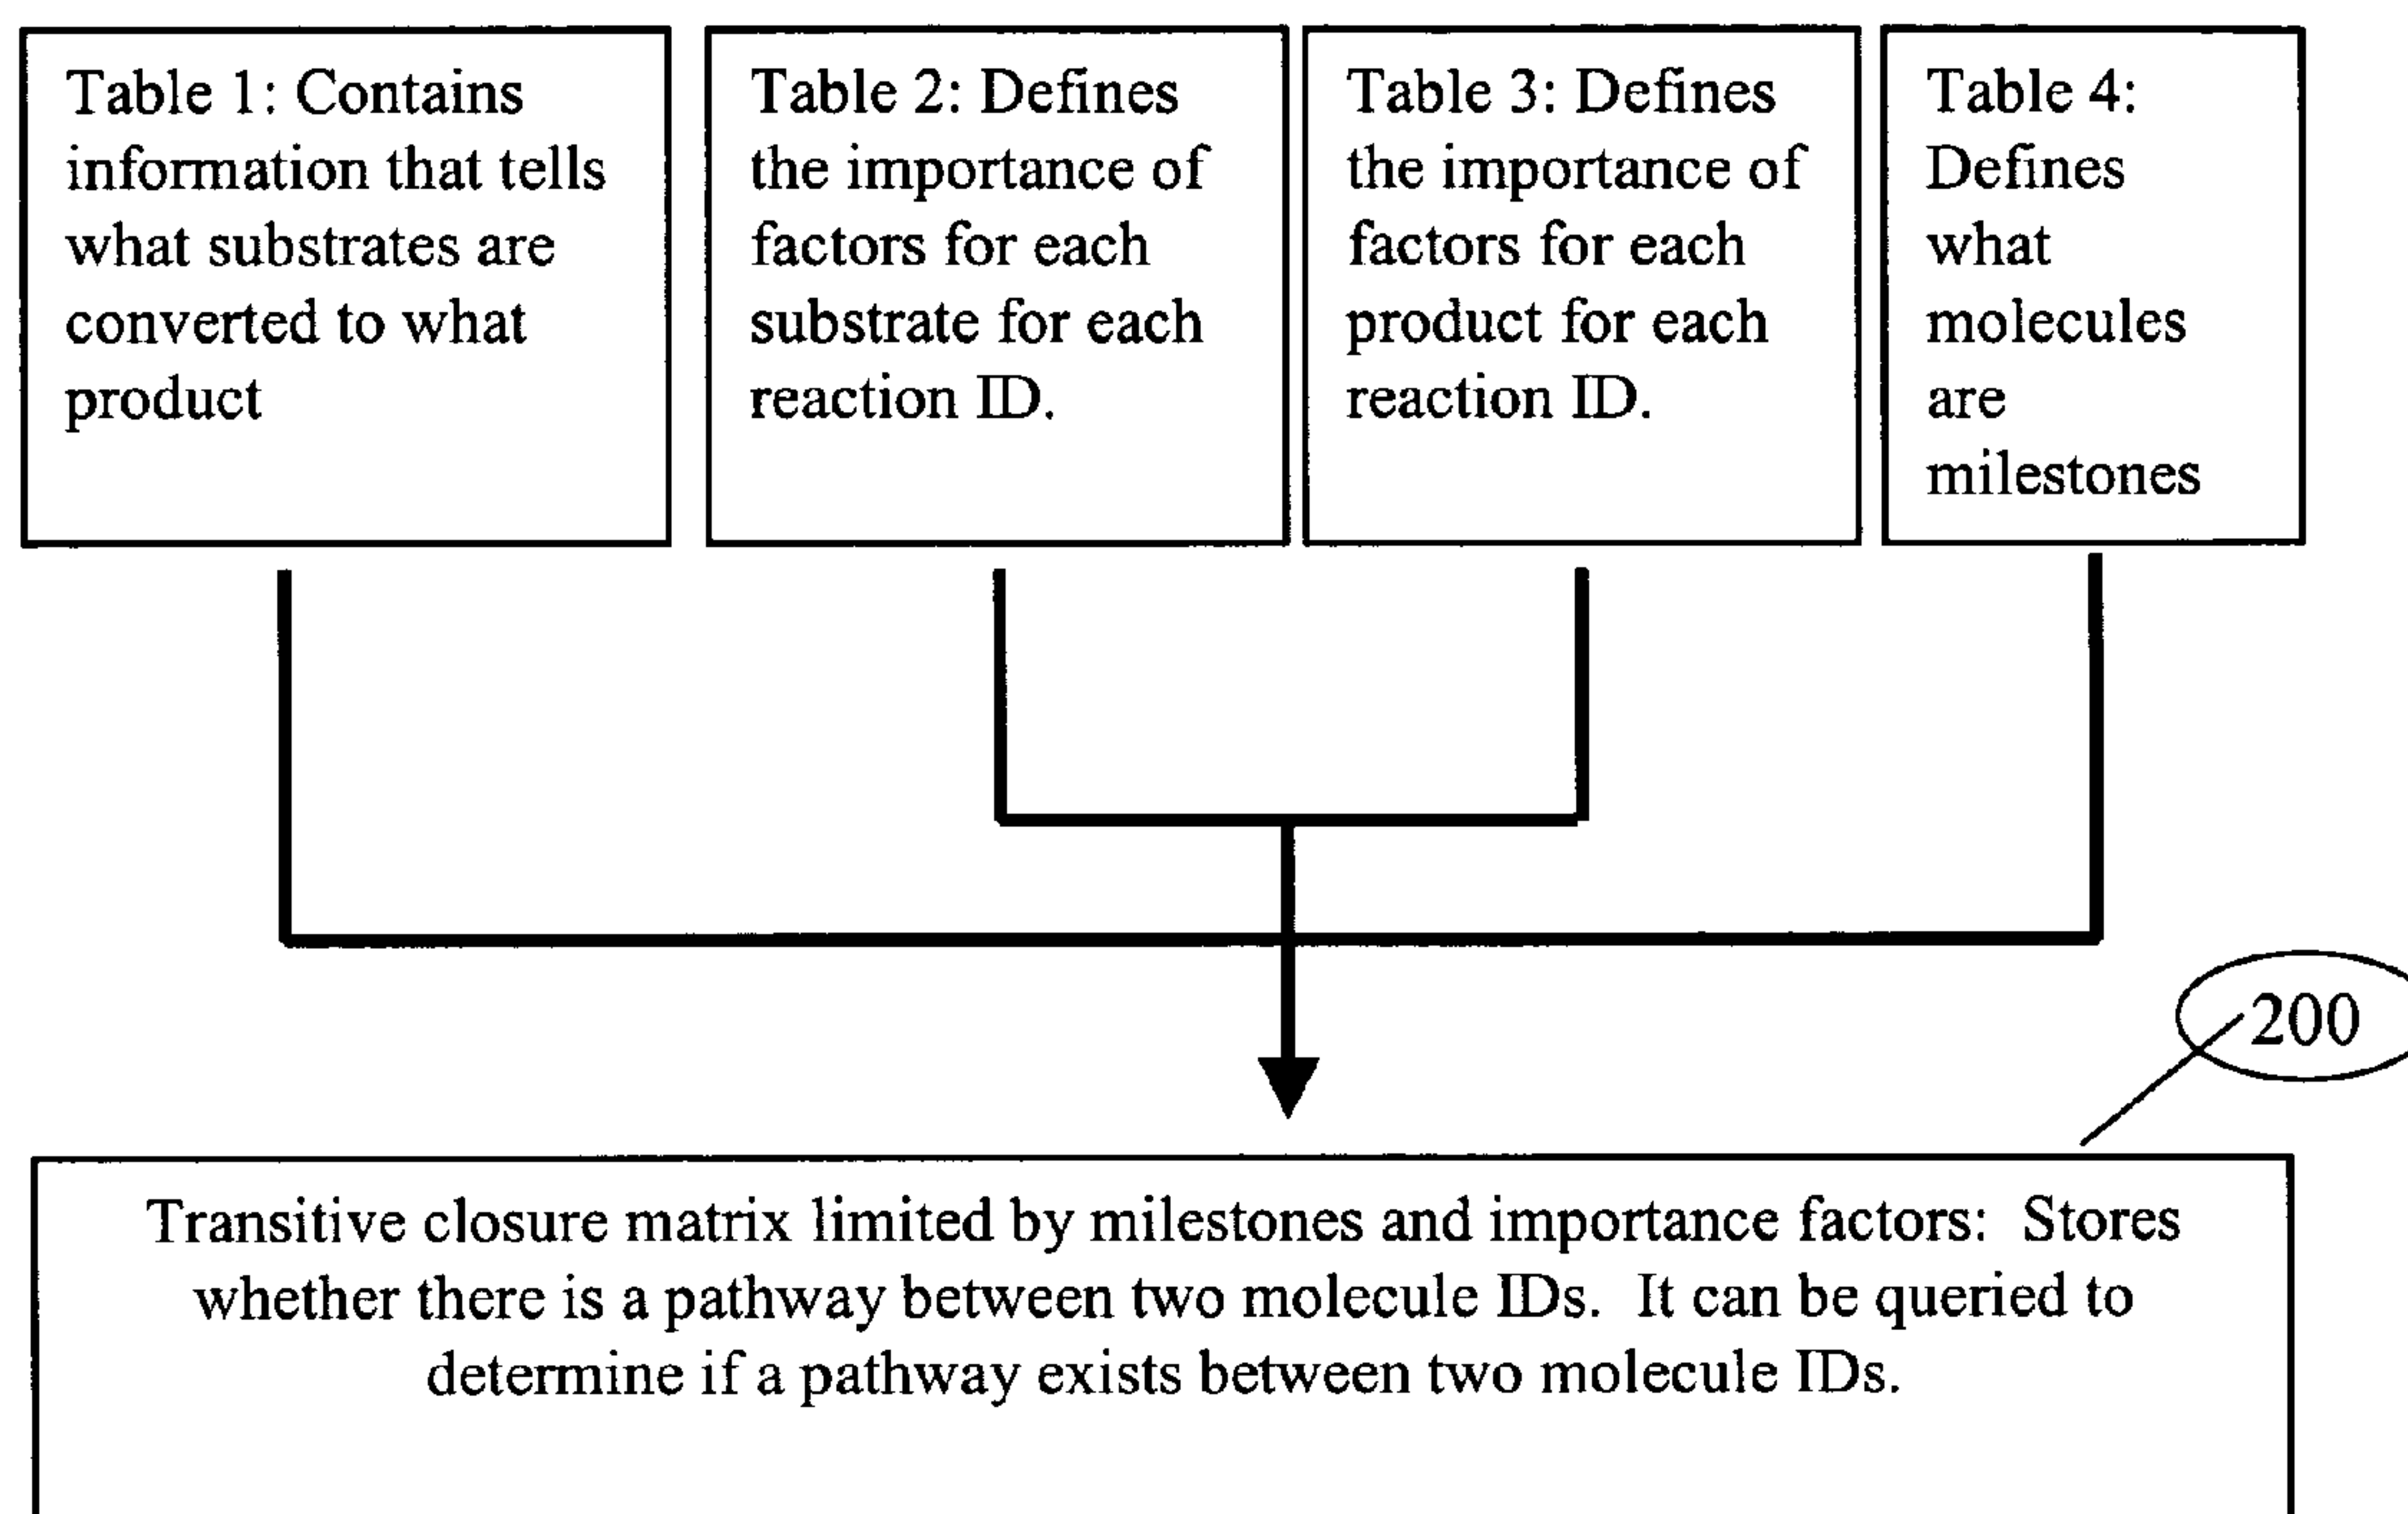 Table 1: Contains
information that tells
what substrates are
converted to what
product
Table 2: Defines
the importance of
factors for each
substrate for each
reaction ID.
Table 3: Defines
the importance of
factors for each
product for each
reaction ID.
Table 4:
Defines
what
molecules
are
milestones
200
Transitive closure matrix limited by milestones and importance factors:  Stores
whether there is a pathway between two molecule IDs.  It can be queried to
determine if a pathway exists between two molecule IDs.